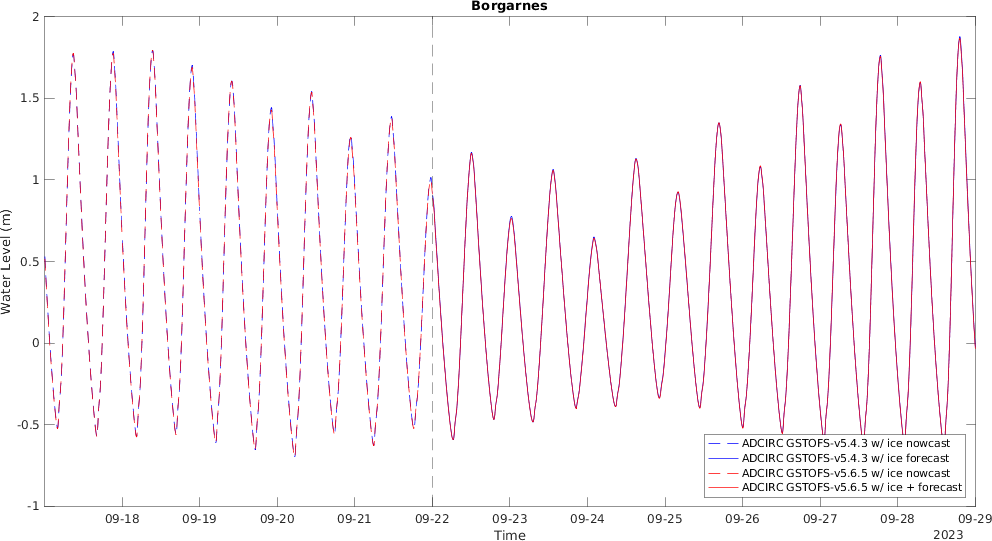 Borgarnes
2
1.5
1
0.5
0
-0.5
-1
Water Level (m)
ADCIRC GSTOFS-v5.4.3 w/ ice nowcast
ADCIRC GSTOFS-v5.4.3 w/ ice forecast
ADCIRC GSTOFS-v5.6.5 w/ ice nowcast
ADCIRC GSTOFS-v5.6.5 w/ ice + forecast
09-18 09-19 09-20 09-21 09-22 09-23 09-24 09-25 09-26 09-27 09-28 09-29
Time
2023